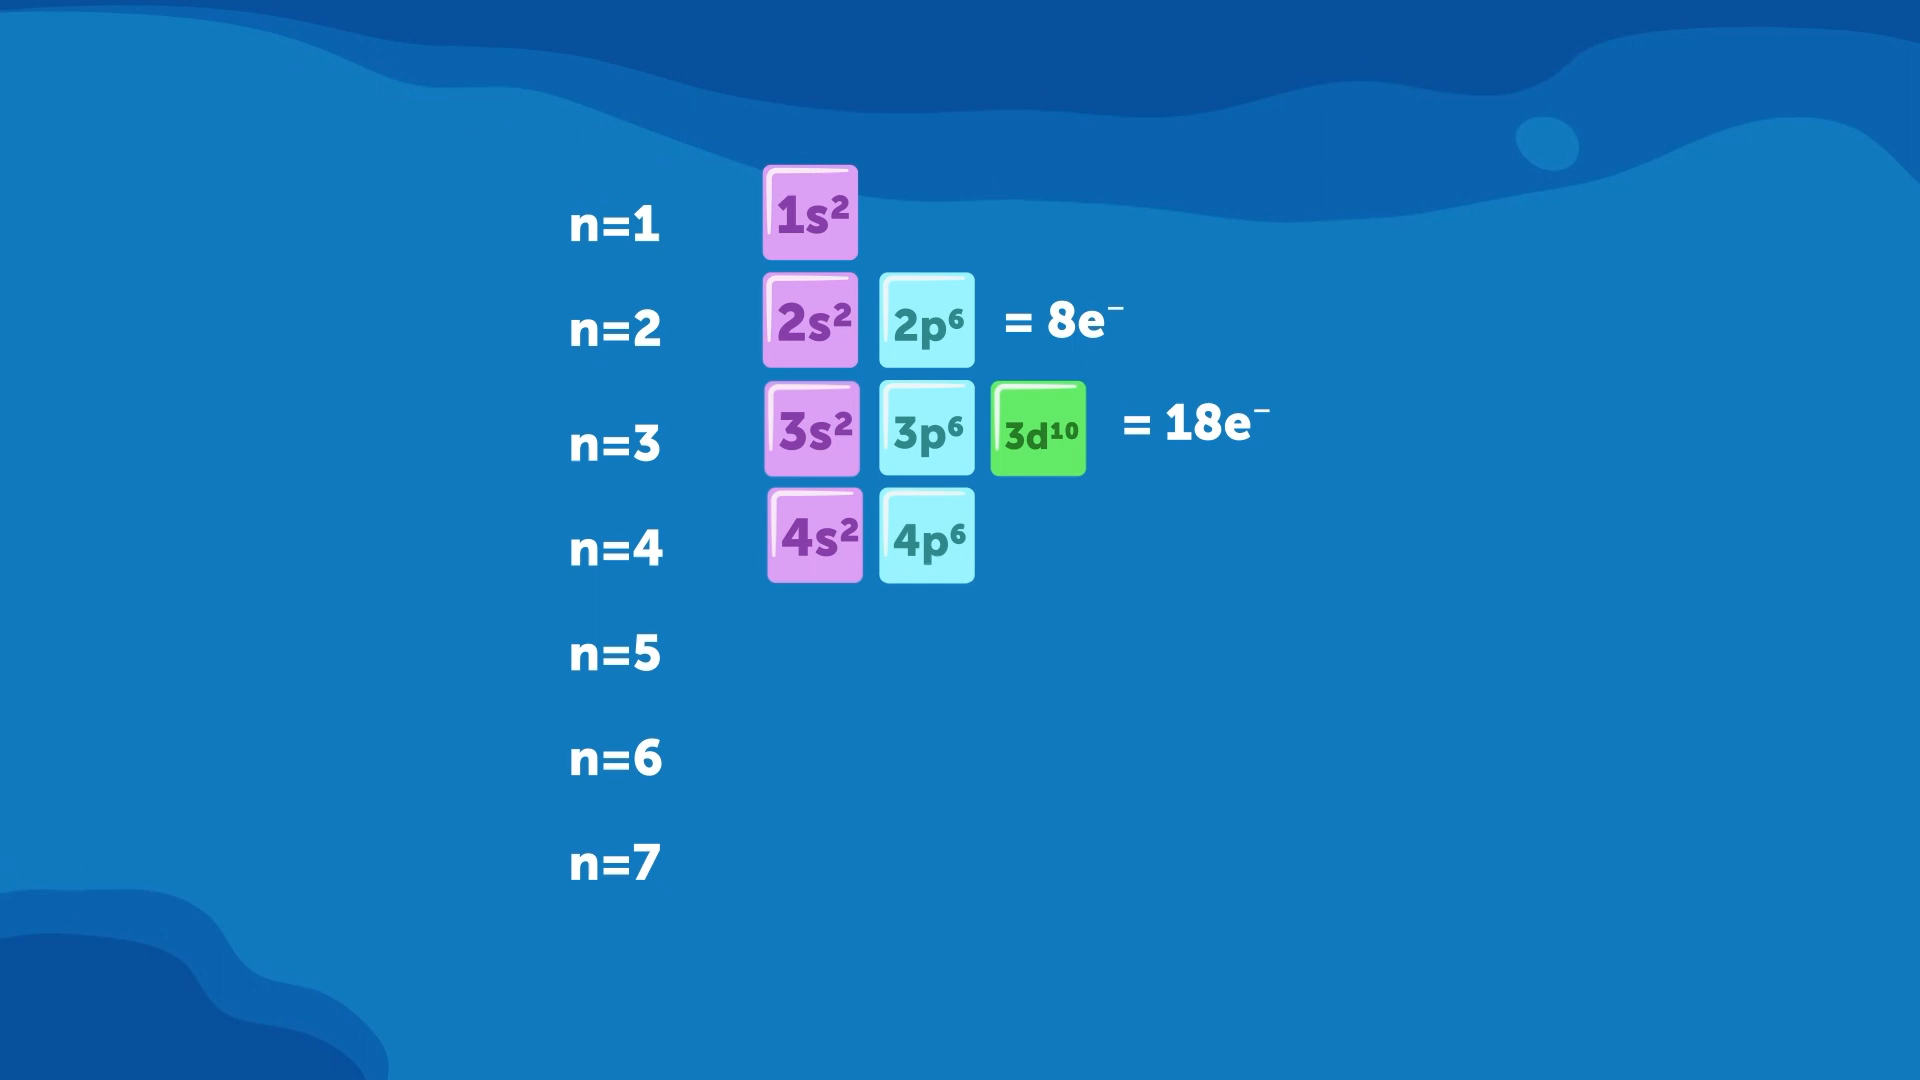 n=1 1s²
n=2 2s² 2p⁶ = 8e⁻
n=3 3s² 3p⁶ 3d¹⁰ = 18e⁻
n=4 4s² 4p⁶
n=5
n=6
n=7